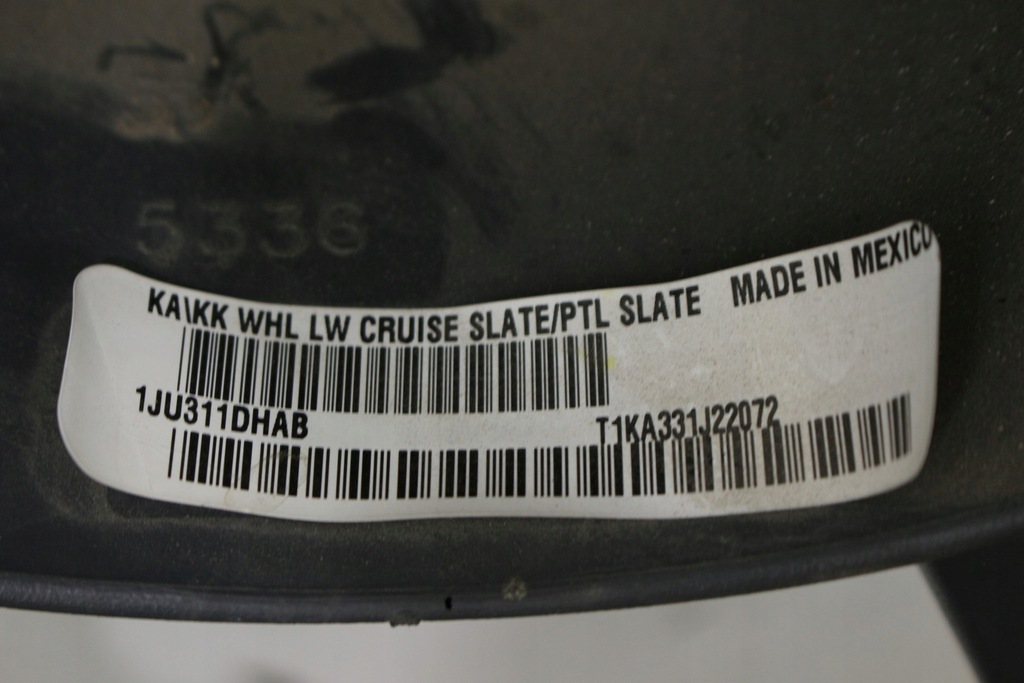 5336
KA\KK WHL LW CRUISE SLATE/PTL SLATE MADE IN MEXICO
1JU311DHAB T1KA331J22072